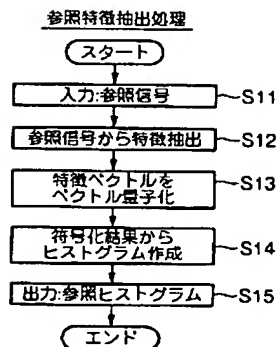 参照特徴抽出処理
スタート
入力:参照信号
S11
参照信号から特徴抽出
S12
特徴ベクトルを
ベクトル量子化
S13
符号化結果から
ヒストグラム作成
S14
出力:参照ヒストグラム
S15
エンド